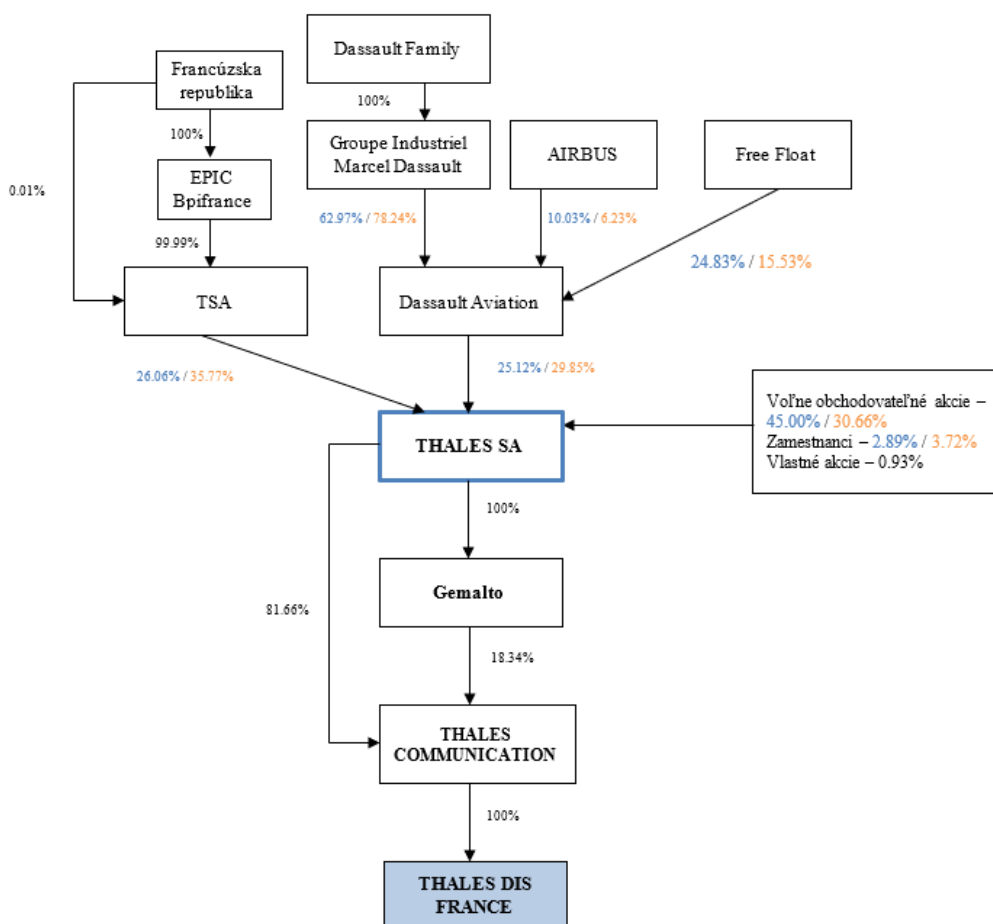 Dassault Family
Francúzska
republika
100%
100%
Groupe Industriel
Marcel Dassault
AIRBUS
Free Float
EPIC
Bpifrance
0.01%
62.97% / 78.24%
10.03% / 6.23%
99.99%
24.83% / 15.53%
TSA
Dassault Aviation
26.06% / 35.77%
25.12% / 29.85%
Voľne obchodovateľné akcie –
45.00% / 30.66%
Zamestnanci – 2.89% / 3.72%
Vlastné akcie – 0.93%
THALES SA
100%
Gemalto
81.66%
18.34%
THALES
COMMUNICATION
100%
THALES DIS
FRANCE